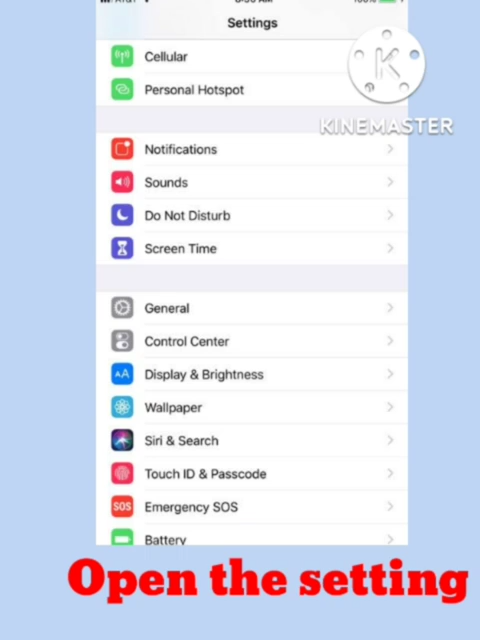 Settings
Cellular
Personal Hotspot
K
KINEMASTER
Notifications
Sounds
Do Not Disturb
Screen Time
General
Control Center
AA Display & Brightness
Wallpaper
Siri & Search
Touch ID & Passcode
SOS Emergency SOS
Battery
Open the setting